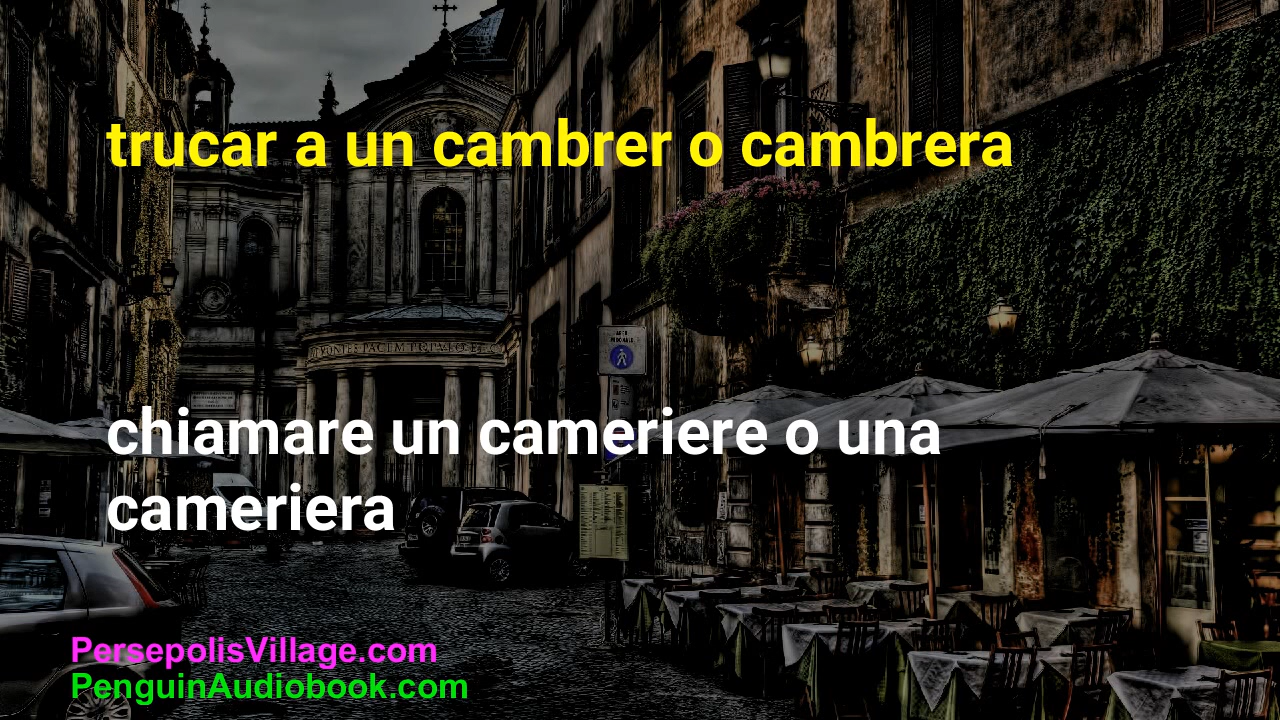 trucar a un cambrer o cambrera
chiamare un cameriere o una
cameriera
PersepolisVillage.com
PenguinAudiobook.com